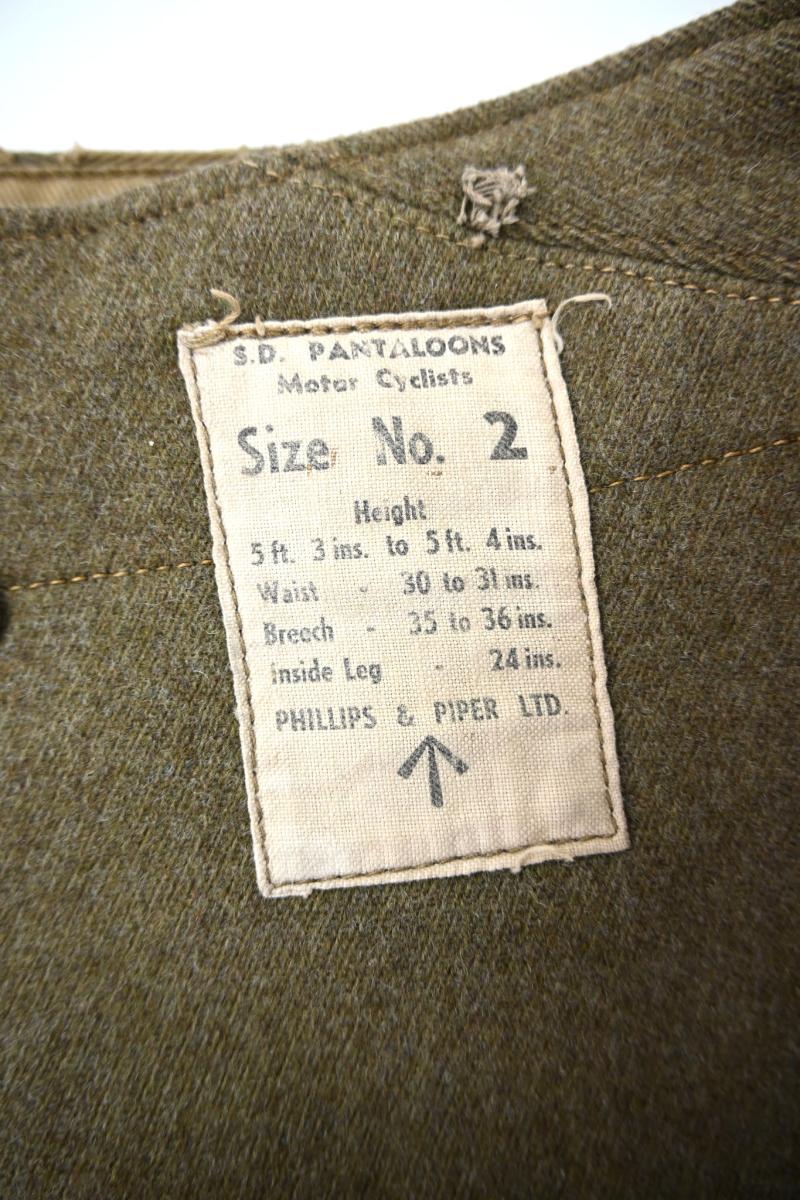 S.D. PANTALOONS
Motor Cyclists
Size No. 2
Height
5 ft. 3 ins. to 5 ft. 4 ins.
Waist - 30 to 31 ins.
Breech - 35 to 36 ins.
Inside Leg - 24 ins.
PHILLIPS & PIPER LTD.